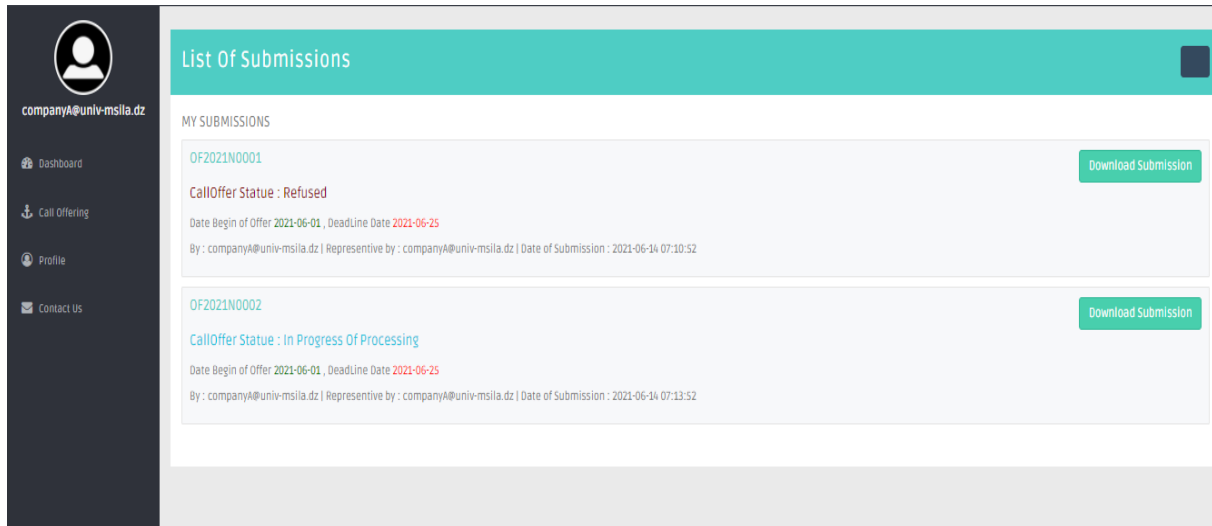 companyA@univ-msila.dz
Dashboard
Call Offering
Profile
Contact Us
List Of Submissions
MY SUBMISSIONS
OF2021N0001
Download Submission
CallOffer Statue : Refused
Date Begin of Offer 2021-06-01 , DeadLine Date 2021-06-25
By : companyA@univ-msila.dz | Representive by : companyA@univ-msila.dz | Date of Submission : 2021-06-14 07:10:52
OF2021N0002
Download Submission
CallOffer Statue : In Progress Of Processing
Date Begin of Offer 2021-06-01 , DeadLine Date 2021-06-25
By : companyA@univ-msila.dz | Representive by : companyA@univ-msila.dz | Date of Submission : 2021-06-14 07:13:52